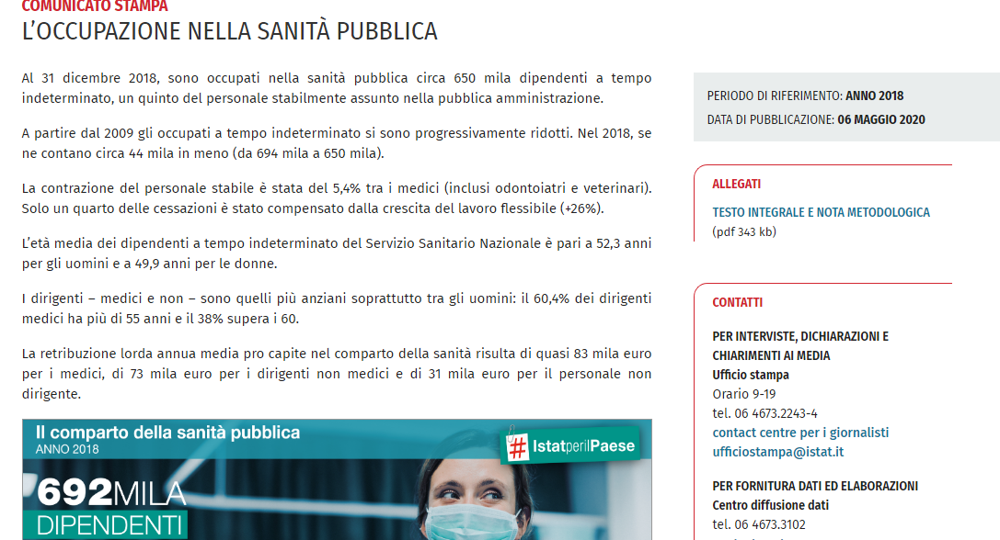 COMUNICATO STAMPA
L'OCCUPAZIONE NELLA SANITÀ PUBBLICA
Al 31 dicembre 2018, sono occupati nella sanità pubblica circa 650 mila dipendenti a tempo
indeterminato, un quinto del personale stabilmente assunto nella pubblica amministrazione.
A partire dal 2009 gli occupati a tempo indeterminato si sono progressivamente ridotti. Nel 2018, se
ne contano circa 44 mila in meno (da 694 mila a 650 mila).
La contrazione del personale stabile è stata del 5,4% tra i medici (inclusi odontoiatri e veterinari).
Solo un quarto delle cessazioni è stato compensato dalla crescita del lavoro flessibile (+26%).
L'età media dei dipendenti a tempo indeterminato del Servizio Sanitario Nazionale è pari a 52,3 anni
per gli uomini e a 49,9 anni per le donne.
I dirigenti – medici e non – sono quelli più anziani soprattutto tra gli uomini: il 60,4% dei dirigenti
medici ha più di 55 anni e il 38% supera i 60.
La retribuzione lorda annua media pro capite nel comparto della sanità risulta di quasi 83 mila euro
per i medici, di 73 mila euro per i dirigenti non medici e di 31 mila euro per il personale non
dirigente.
Il comparto della sanità pubblica
ANNO 2018
# IstatperilPaese
692MILA
DIPENDENTI
PERIODO DI RIFERIMENTO: ANNO 2018
DATA DI PUBBLICAZIONE: 06 MAGGIO 2020
ALLEGATI
TESTO INTEGRALE E NOTA METODOLOGICA
(pdf 343 kb)
CONTATTI
PER INTERVISTE, DICHIARAZIONI E
CHIARIMENTI AI MEDIA
Ufficio stampa
Orario 9-19
tel. 06 4673.2243-4
contact centre per i giornalisti
ufficiostampa@istat.it
PER FORNITURA DATI ED ELABORAZIONI
Centro diffusione dati
tel. 06 4673.3102